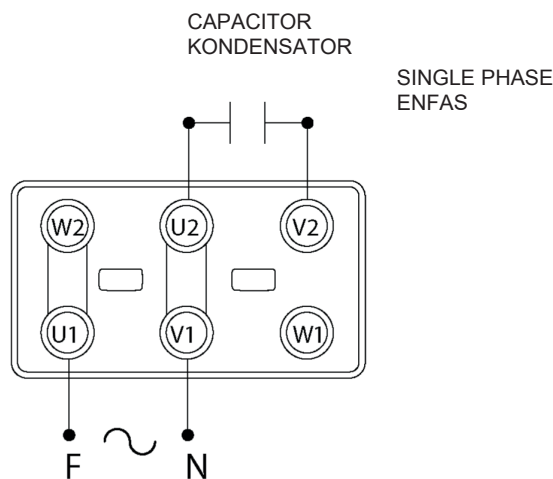 CAPACITOR
KONDENSATOR
SINGLE PHASE
ENFAS
W2 U2 V2
U1 V1 W1
F N